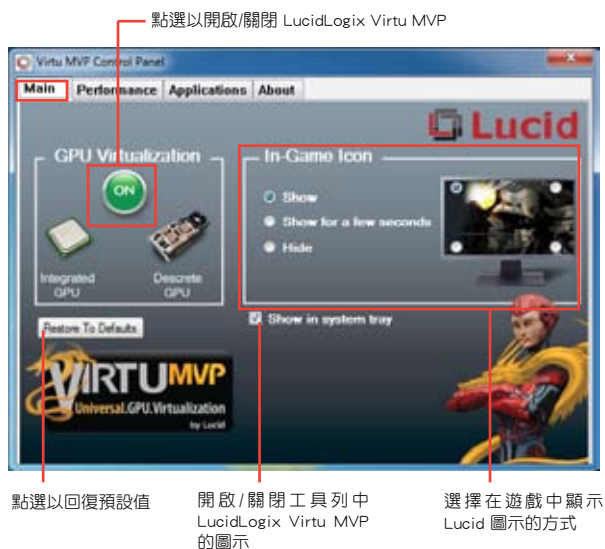 點選以開啟/關閉 LucidLogix Virtu MVP
Virtu MVP Control Panel
Main Performance Applications About
Lucid
GPU Virtualization
In-Game Icon
ON
Show
Show for a few seconds
Hide
Integrated
GPU
Descrete
GPU
Restore To Defaults
Show in system tray
VIRTUMVP
Universal.GPU.Virtualization
by Lucid
點選以回復預設值
開啟/關閉工具列中
LucidLogix Virtu MVP
的圖示
選擇在遊戲中顯示
Lucid 圖示的方式